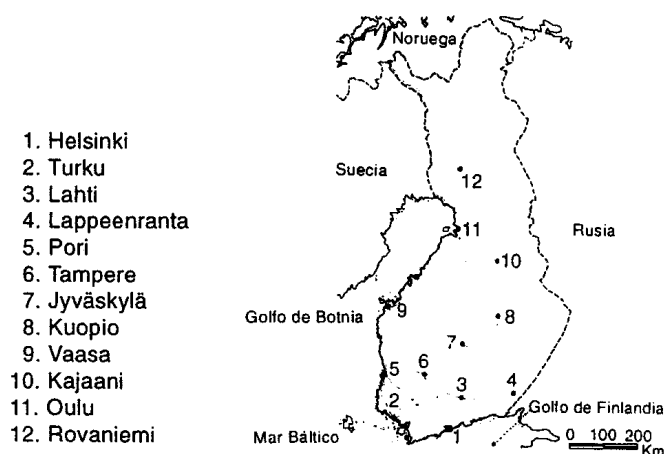 1. Helsinki
2. Turku
3. Lahti
4. Lappeenranta
5. Pori
6. Tampere
7. Jyväskylä
8. Kuopio
9. Vaasa
10. Kajaani
11. Oulu
12. Rovaniemi
Noruega
Suecia
12
11
Rusia
10
Golfo de Botnia
9
8
7
5
6
4
3
2
Golfo de Finlandia
Mar Báltico
1
0 100 200
Km